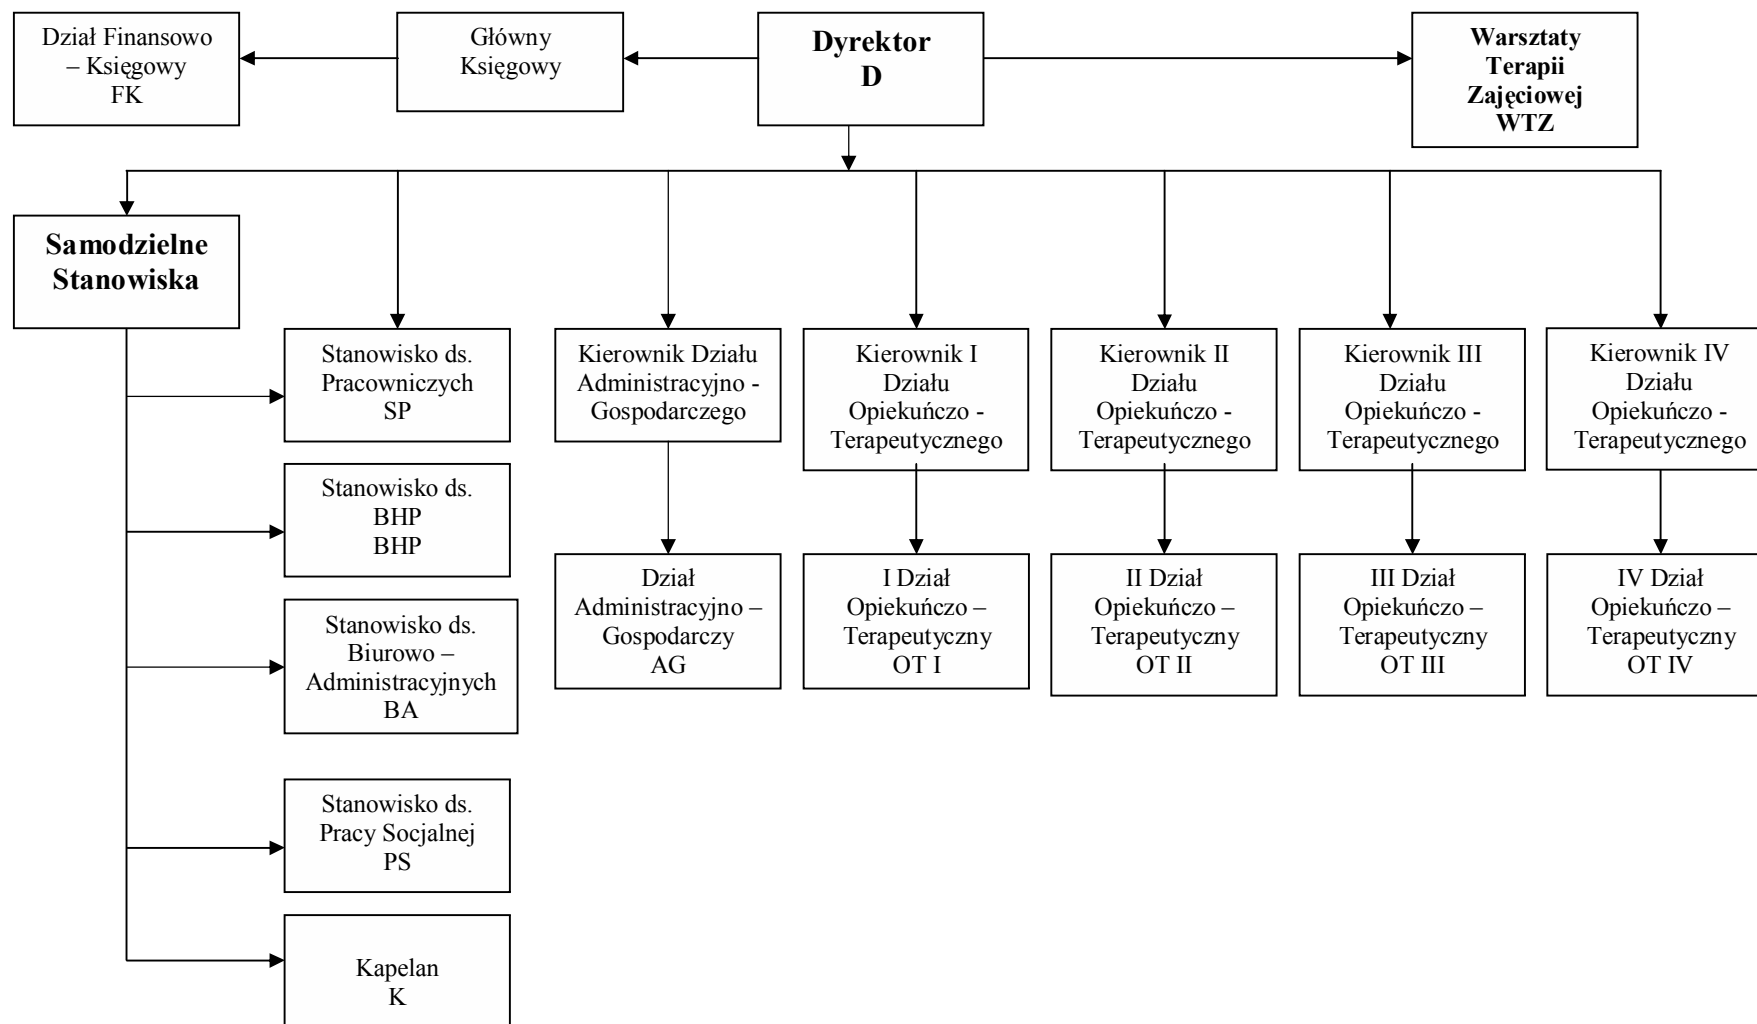 Dział Finansowo
– Księgowy
FK
Główny
Księgowy
Dyrektor
D
Warsztaty
Terapii
Zajęciowej
WTZ
Samodzielne
Stanowiska
Stanowisko ds.
Pracowniczych
SP
Kierownik Działu
Administracyjno -
Gospodarczego
Kierownik I
Działu
Opiekuńczo -
Terapeutycznego
Kierownik II
Działu
Opiekuńczo -
Terapeutycznego
Kierownik III
Działu
Opiekuńczo -
Terapeutycznego
Kierownik IV
Działu
Opiekuńczo -
Terapeutycznego
Stanowisko ds.
BHP
BHP
Dział
Administracyjno –
Gospodarczy
AG
I Dział
Opiekuńczo –
Terapeutyczny
OT I
II Dział
Opiekuńczo –
Terapeutyczny
OT II
III Dział
Opiekuńczo –
Terapeutyczny
OT III
IV Dział
Opiekuńczo –
Terapeutyczny
OT IV
Stanowisko ds.
Biurowo –
Administracyjnych
BA
Stanowisko ds.
Pracy Socjalnej
PS
Kapelan
K